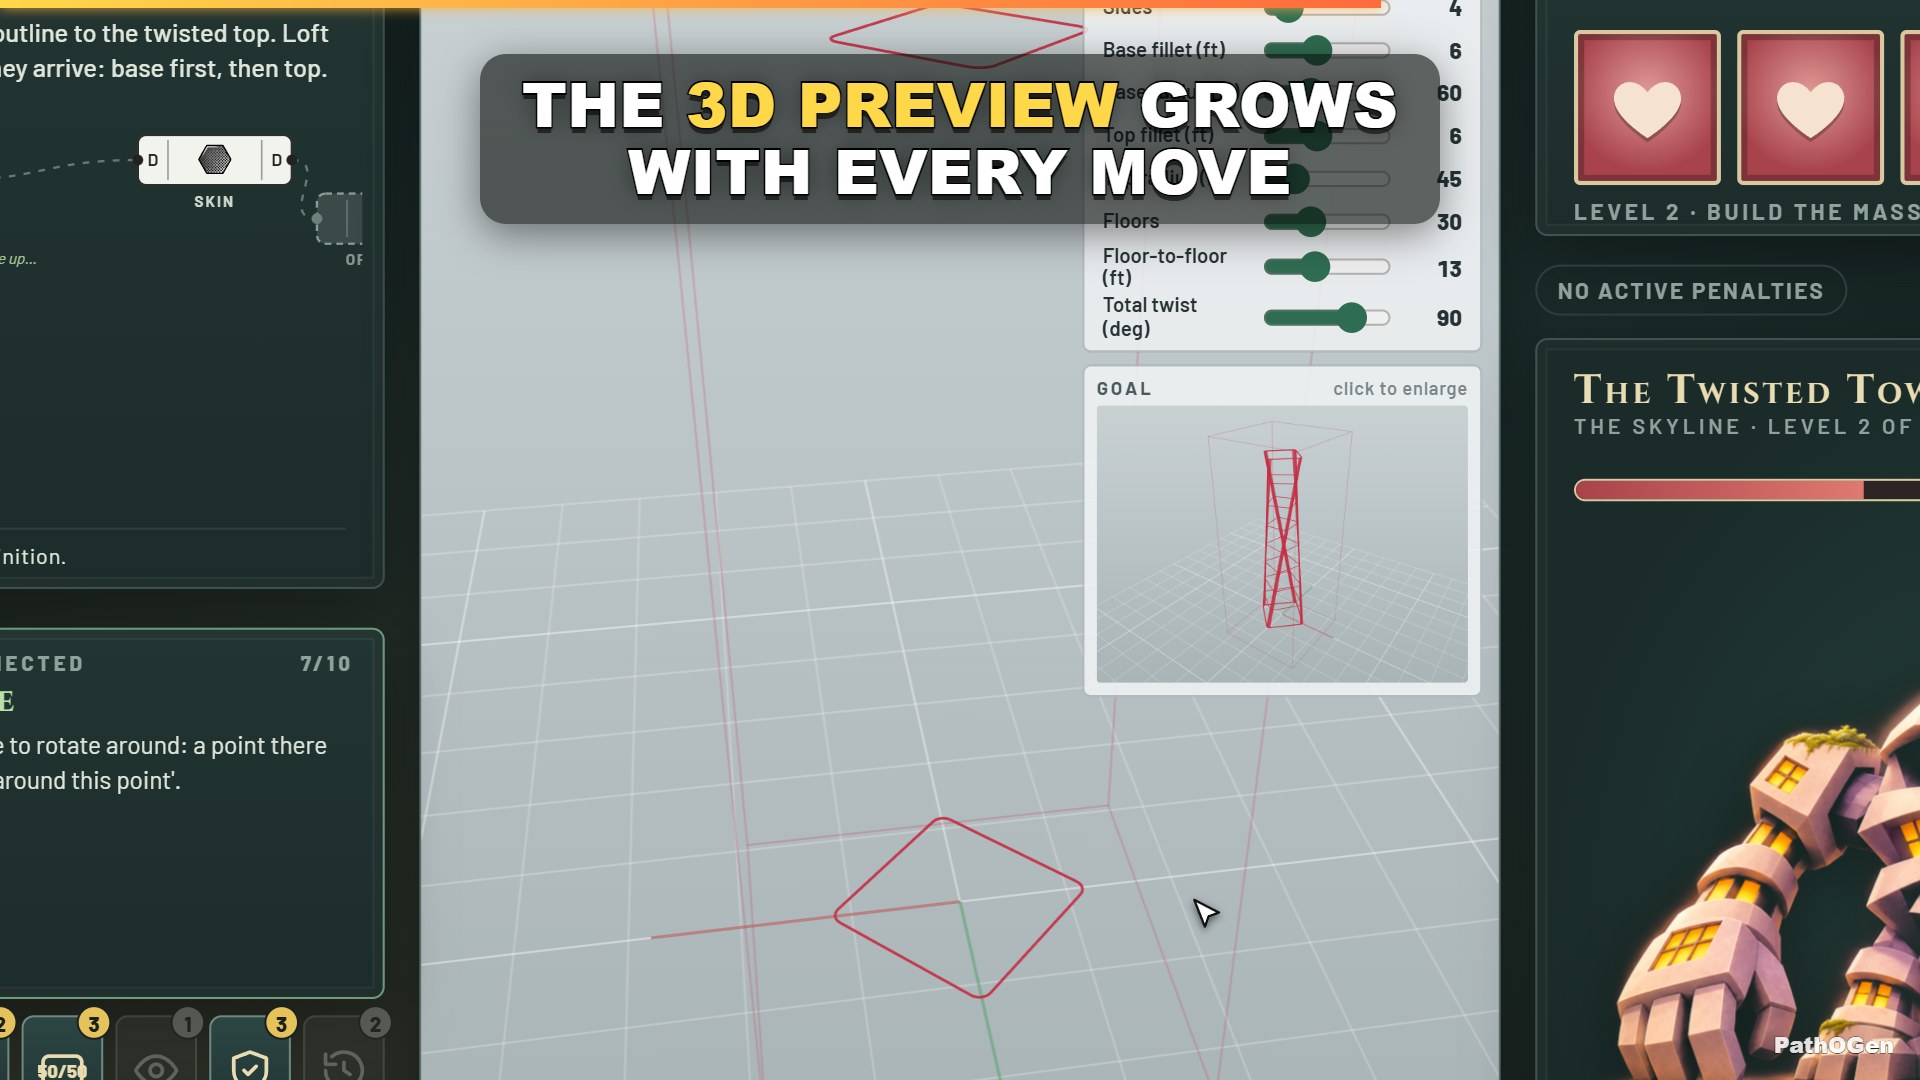 outline to the twisted top. Loft
hey arrive: base first, then top.
D
D
SKIN
e up...
nition.
NECTED
7/10
E
e to rotate around: a point there
around this point'.
2
3
1
3
2
50/50
THE 3D PREVIEW GROWS
WITH EVERY MOVE
Sides 4
Base fillet (ft) 6
60
Top fillet (ft) 6
45
Floors 30
Floor-to-floor
(ft) 13
Total twist
(deg) 90
GOAL
click to enlarge
LEVEL 2 · BUILD THE MASS
NO ACTIVE PENALTIES
THE TWISTED TOW
THE SKYLINE · LEVEL 2 OF
PathOGen